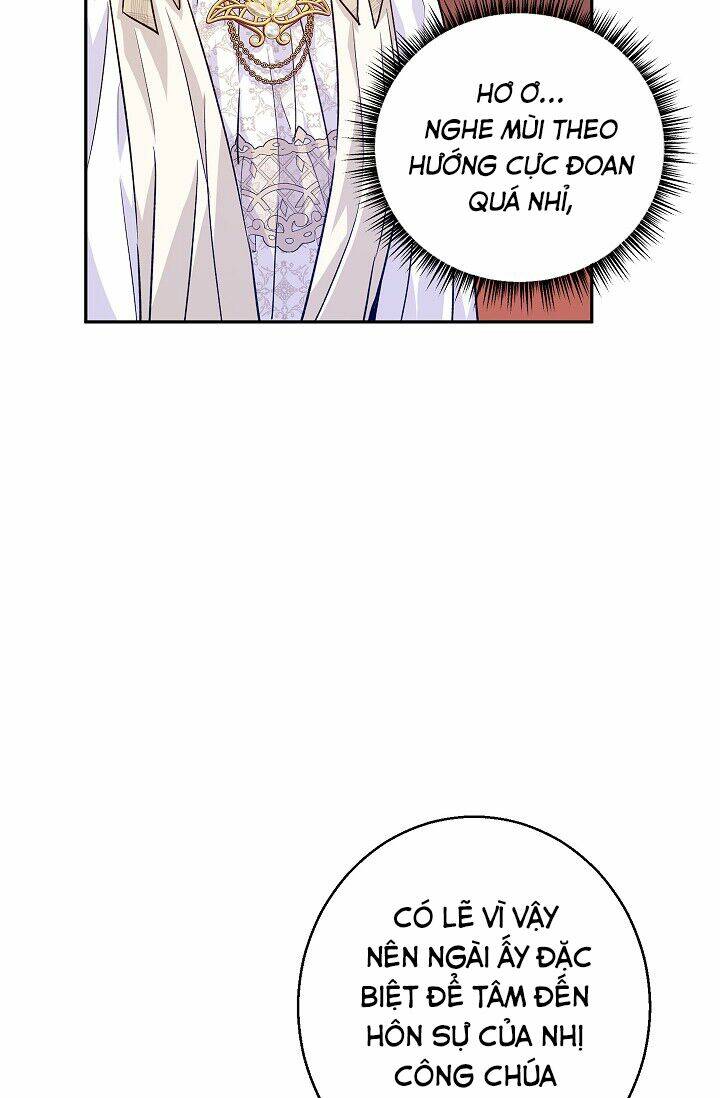 HƠ Ơ...
NGHE MÙI THEO
HƯỚNG CỰC ĐOAN
QUÁ NHỈ,
CÓ LẼ VÌ VẬY
NÊN NGÀI ẤY ĐẶC
BIỆT ĐỂ TÂM ĐẾN
HÔN SỰ CỦA NHỊ
CÔNG CHÚA